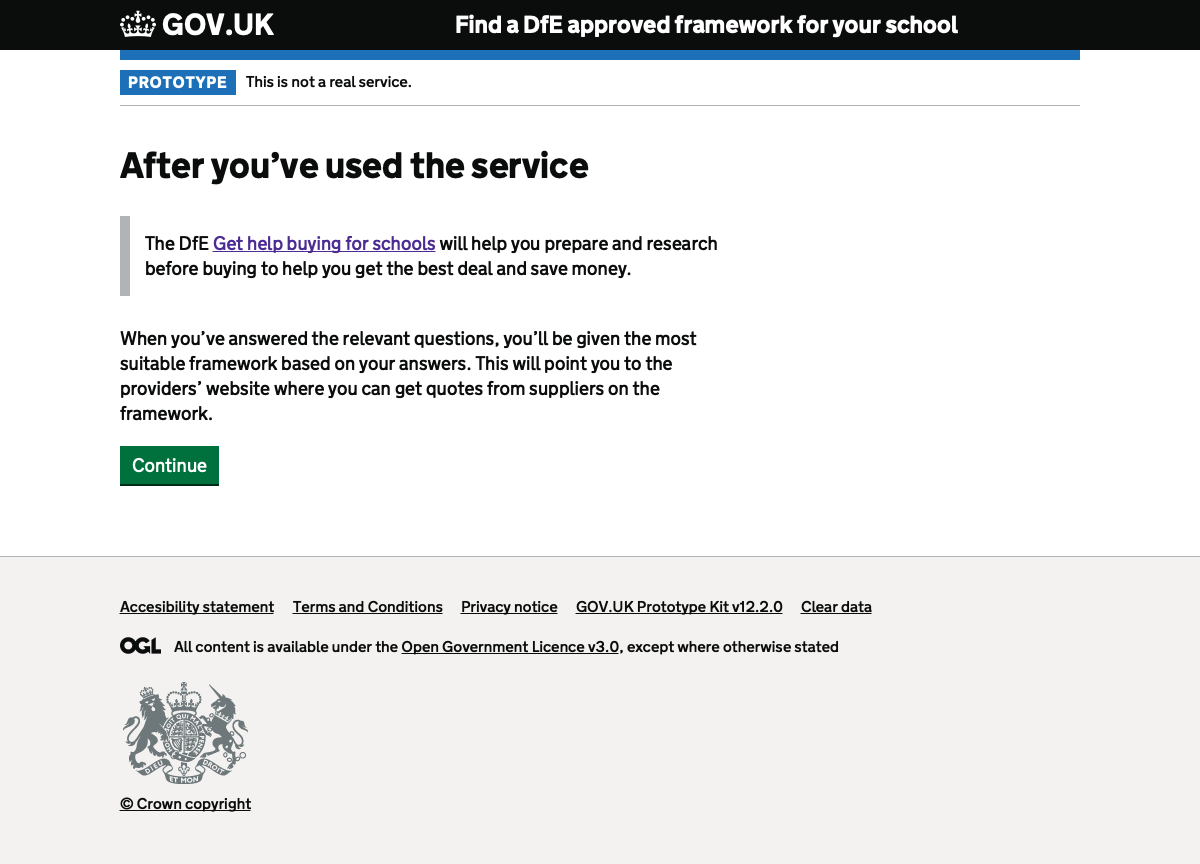 GOV.UK
Find a DfE approved framework for your school
PROTOTYPE
This is not a real service.
After you’ve used the service
The DfE Get help buying for schools will help you prepare and research
before buying to help you get the best deal and save money.
When you’ve answered the relevant questions, you’ll be given the most
suitable framework based on your answers. This will point you to the
providers’ website where you can get quotes from suppliers on the
framework.
Continue
Accesibility statement Terms and Conditions Privacy notice GOV.UK Prototype Kit v12.2.0 Clear data
OGL All content is available under the Open Government Licence v3.0, except where otherwise stated
DIEU ET MON DROIT
© Crown copyright